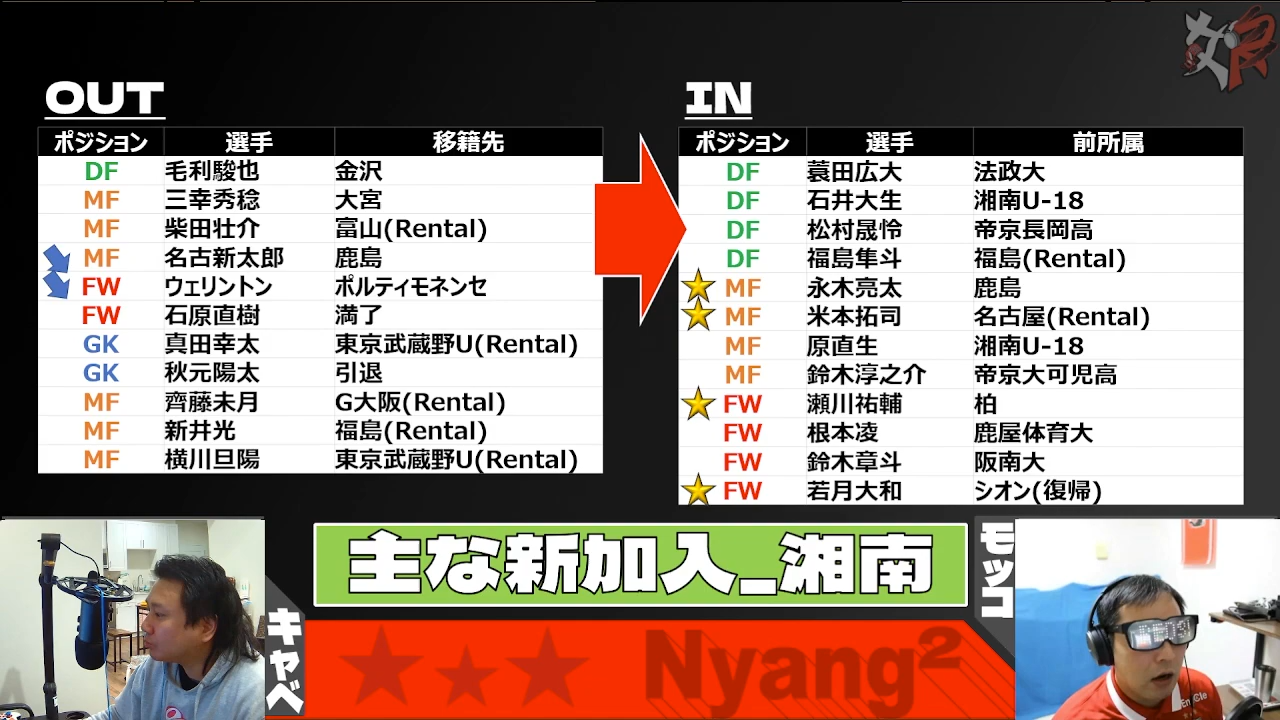 OUT
ポジション 選手 移籍先
DF 毛利駿也 金沢
MF 三幸秀稔 大宮
MF 柴田壮介 富山(Rental)
MF 名古新太郎 鹿島
FW ウェリントン ポルティモネンセ
FW 石原直樹 満了
GK 真田幸太 東京武蔵野U(Rental)
GK 秋元陽太 引退
MF 齊藤未月 G大阪(Rental)
MF 新井光 福島(Rental)
MF 横川旦陽 東京武蔵野U(Rental)
IN
ポジション 選手 前所属
DF 蓑田広大 法政大
DF 石井大生 湘南U-18
DF 松村晟怜 帝京長岡高
DF 福島隼斗 福島(Rental)
MF 永木亮太 鹿島
MF 米本拓司 名古屋(Rental)
MF 原直生 湘南U-18
MF 鈴木淳之介 帝京大可児高
FW 瀬川祐輔 柏
FW 根本凌 鹿屋体育大
FW 鈴木章斗 阪南大
FW 若月大和 シオン(復帰)
主な新加入_湘南
キャベ
モッコ
Nyang²